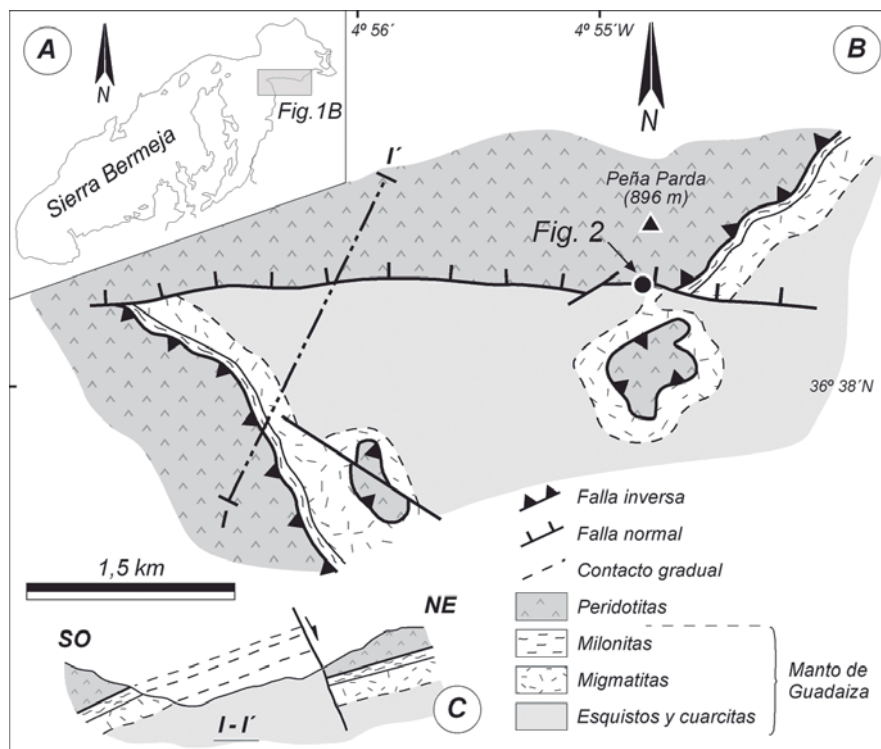 A
N
Fig.1B
Sierra Bermeja
4º 56´
4º 55´W
B
N
I´
Peña Parda
(896 m)
Fig. 2
36º 38´N
I
1,5 km
Falla inversa
Falla normal
Contacto gradual
Peridotitas
Milonitas
Migmatitas
Esquistos y cuarcitas
Manto de
Guadaiza
SO
NE
I - I´
C